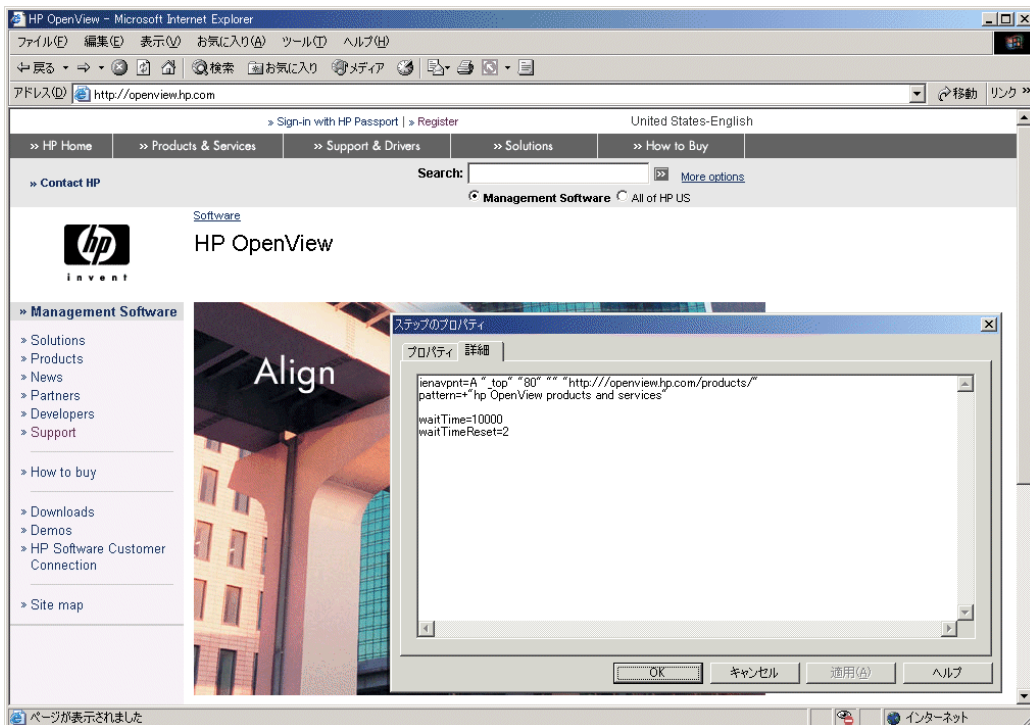 HP OpenView - Microsoft Internet Explorer
ファイル(F) 編集(E) 表示(V) お気に入り(A) ツール(T) ヘルプ(H)
戻る 検索 お気に入り メディア
アドレス(D) http://openview.hp.com 移動 リンク »
» Sign-in with HP Passport | » Register United States-English
» HP Home » Products & Services » Support & Drivers » Solutions » How to Buy
» Contact HP Search: » More options
Management Software All of HP US
Software
hp HP OpenView
invent
» Management Software
» Solutions
» Products
» News
» Partners
» Developers
» Support
» How to buy
» Downloads
» Demos
» HP Software Customer
Connection
» Site map
Align
ステップのプロパティ
プロパティ 詳細
ienavpnt=A "_top" "80" "" "http:///openview.hp.com/products/"
pattern=+"hp OpenView products and services"
waitTime=10000
waitTimeReset=2
OK キャンセル 適用(A) ヘルプ
ページが表示されました インターネット